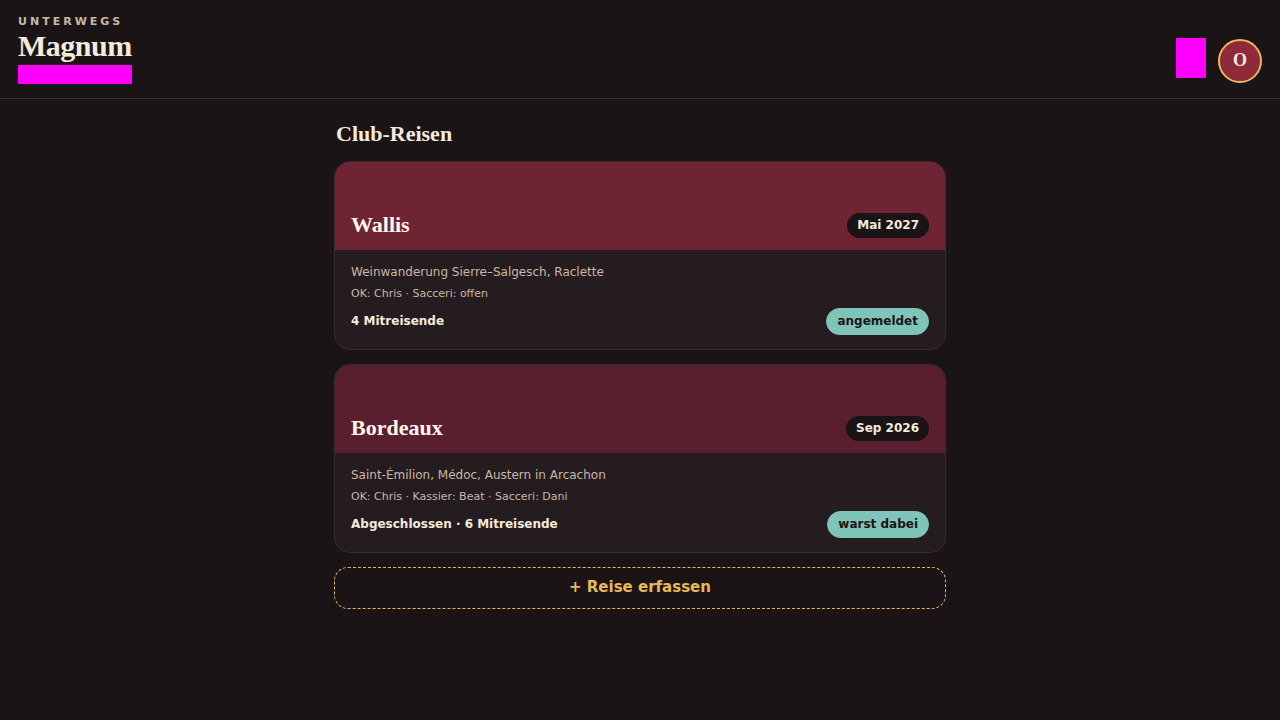 UNTERWEGS
Magnum
O
Club-Reisen
Wallis
Mai 2027
Weinwanderung Sierre–Salgesch, Raclette
OK: Chris · Sacceri: offen
4 Mitreisende
angemeldet
Bordeaux
Sep 2026
Saint-Émilion, Médoc, Austern in Arcachon
OK: Chris · Kassier: Beat · Sacceri: Dani
Abgeschlossen · 6 Mitreisende
warst dabei
+ Reise erfassen